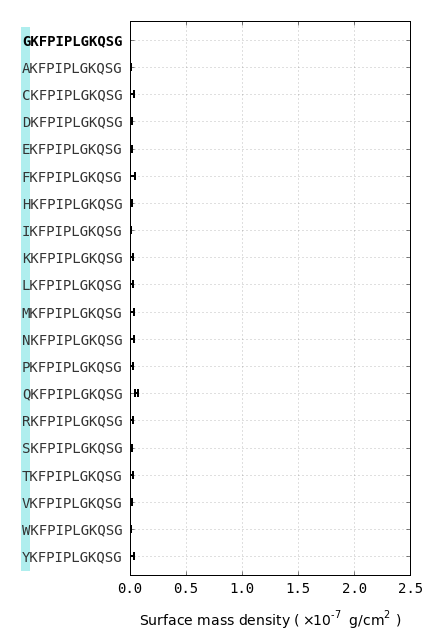 GKFPIPLGKQSG
AKFPIPLGKQSG
CKFPIPLGKQSG
DKFPIPLGKQSG
EKFPIPLGKQSG
FKFPIPLGKQSG
HKFPIPLGKQSG
IKFPIPLGKQSG
KKFPIPLGKQSG
LKFPIPLGKQSG
MKFPIPLGKQSG
NKFPIPLGKQSG
PKFPIPLGKQSG
QKFPIPLGKQSG
RKFPIPLGKQSG
SKFPIPLGKQSG
TKFPIPLGKQSG
VKFPIPLGKQSG
WKFPIPLGKQSG
YKFPIPLGKQSG
0.0 0.5 1.0 1.5 2.0 2.5
Surface mass density ( ×10⁻⁷ g/cm² )